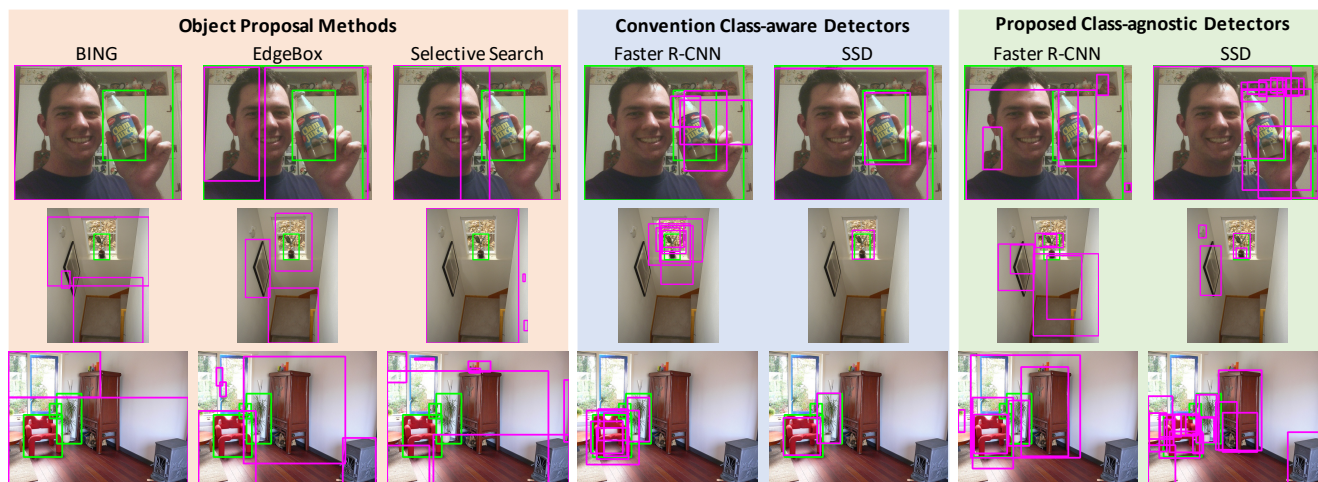 Object Proposal Methods
Convention Class-aware Detectors
Proposed Class-agnostic Detectors
BING
EdgeBox
Selective Search
Faster R-CNN
SSD
Faster R-CNN
SSD